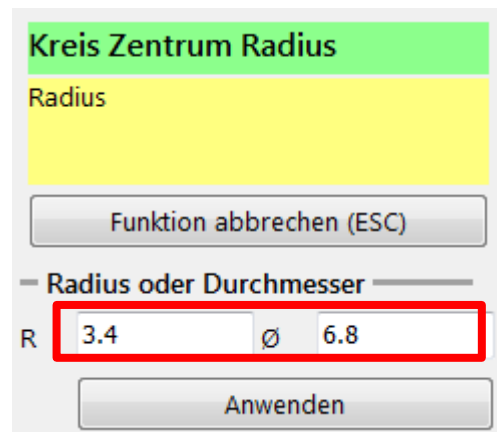 Kreis Zentrum Radius
Radius
Funktion abbrechen (ESC)
Radius oder Durchmesser
R 3.4 Ø 6.8
Anwenden